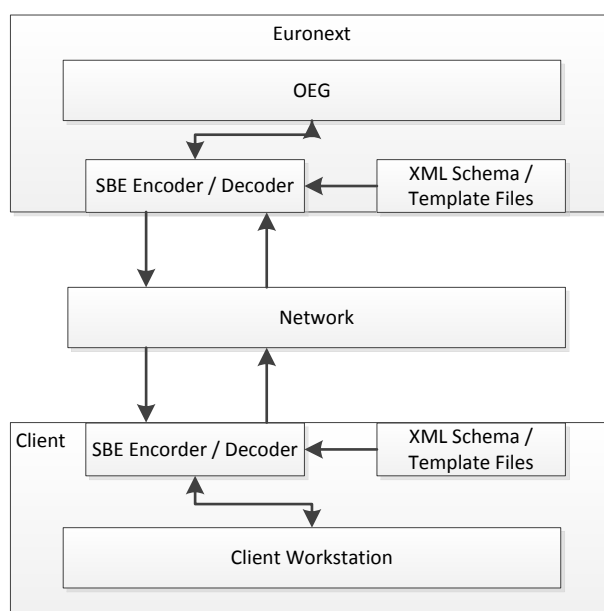 Euronext
OEG
SBE Encoder / Decoder
XML Schema /
Template Files
Network
Client
SBE Encorder / Decoder
XML Schema /
Template Files
Client Workstation